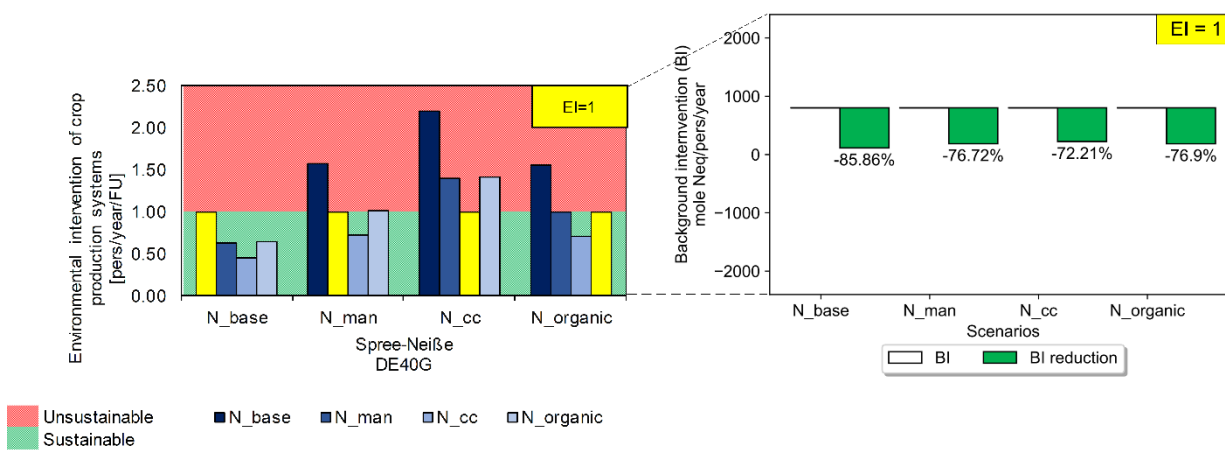 Environmental intervention of crop
production systems
[pers/year/FU]
2.50
2.00
1.50
1.00
0.50
0.00
EI=1
N_base
N_man
N_cc
N_organic
Spree-Neiße
DE40G
Unsustainable
Sustainable
N_base
N_man
N_cc
N_organic
Background internvention (BI)
mole Neq/pers/year
2000
1000
0
−1000
−2000
EI = 1
-85.86%
-76.72%
-72.21%
-76.9%
N_base
N_man
N_cc
N_organic
Scenarios
BI
BI reduction